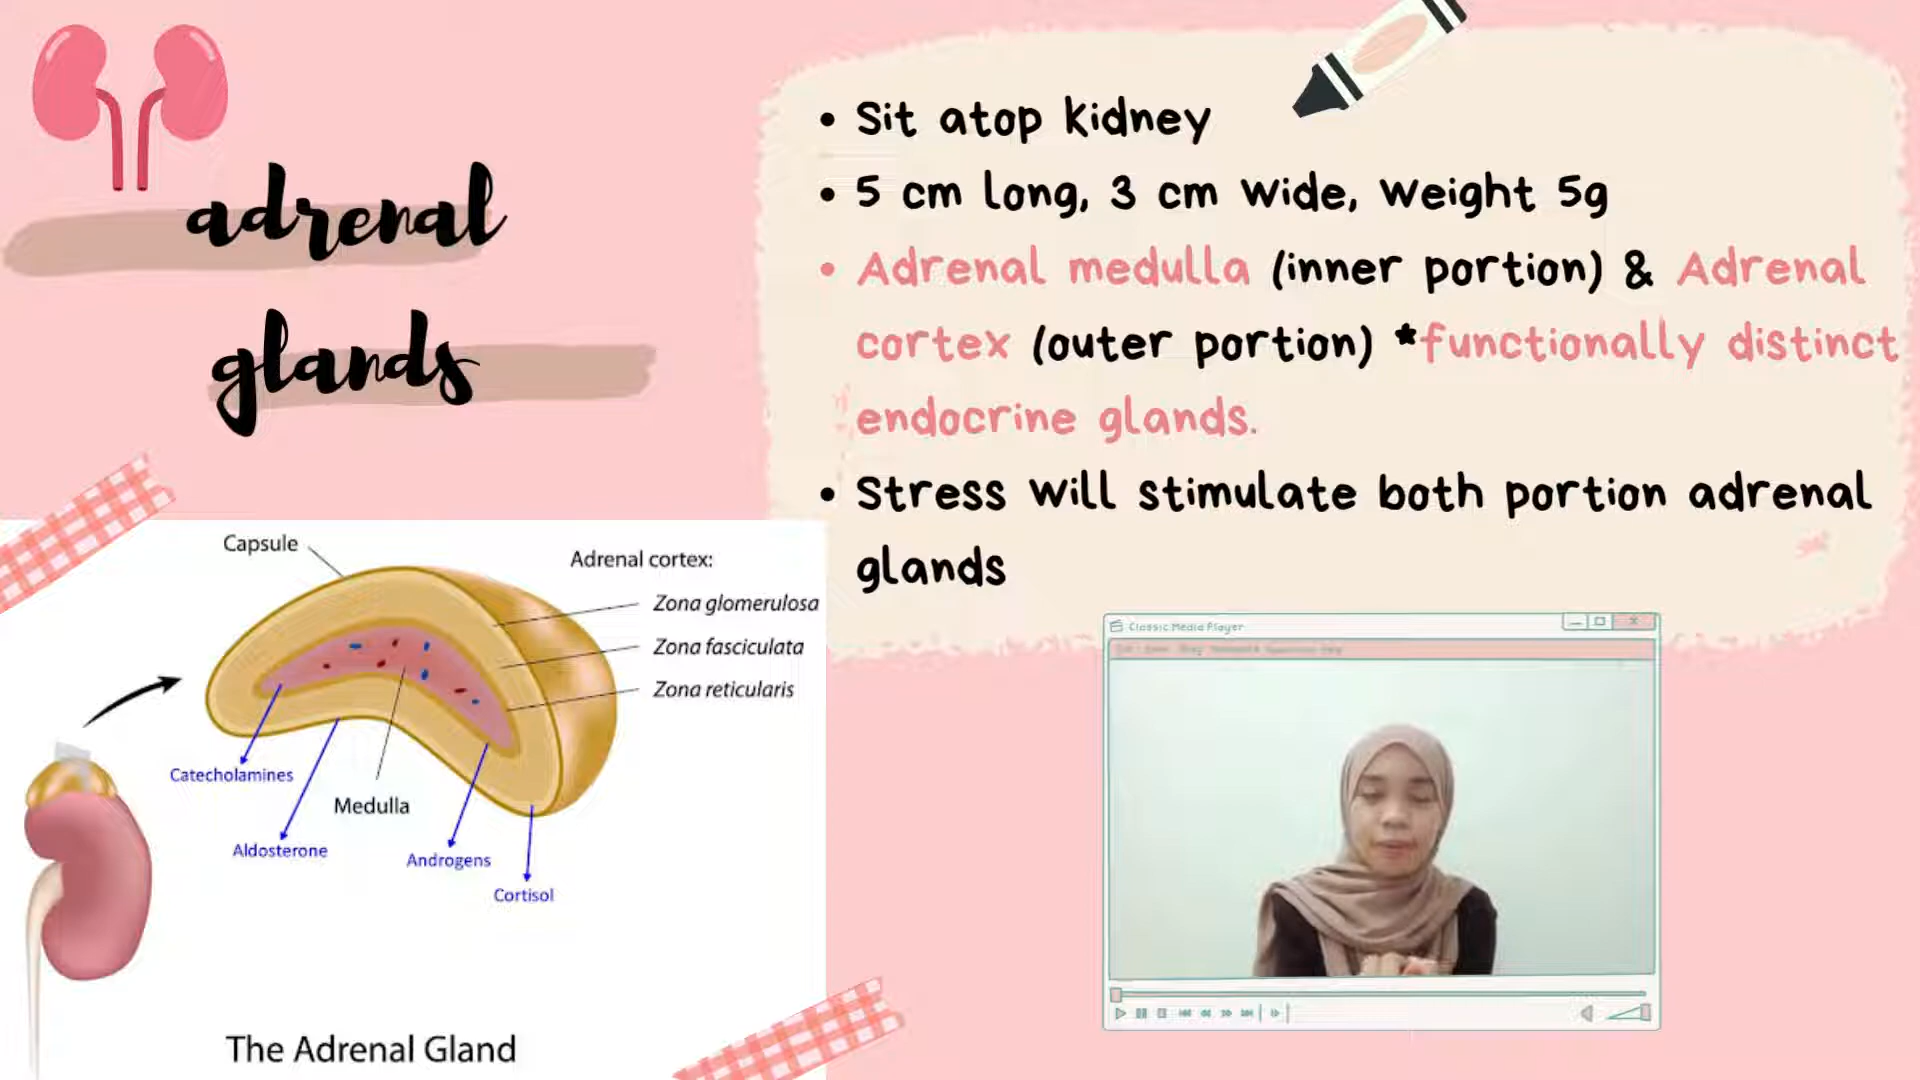 adrenal
glands
• Sit atop kidney
• 5 cm long, 3 cm wide, weight 5g
• Adrenal medulla (inner portion) & Adrenal
cortex (outer portion) *functionally distinct
endocrine glands.
• Stress will stimulate both portion adrenal
glands
Capsule
Adrenal cortex:
Zona glomerulosa
Zona fasciculata
Zona reticularis
Catecholamines
Medulla
Aldosterone
Androgens
Cortisol
The Adrenal Gland
Classic Media Player